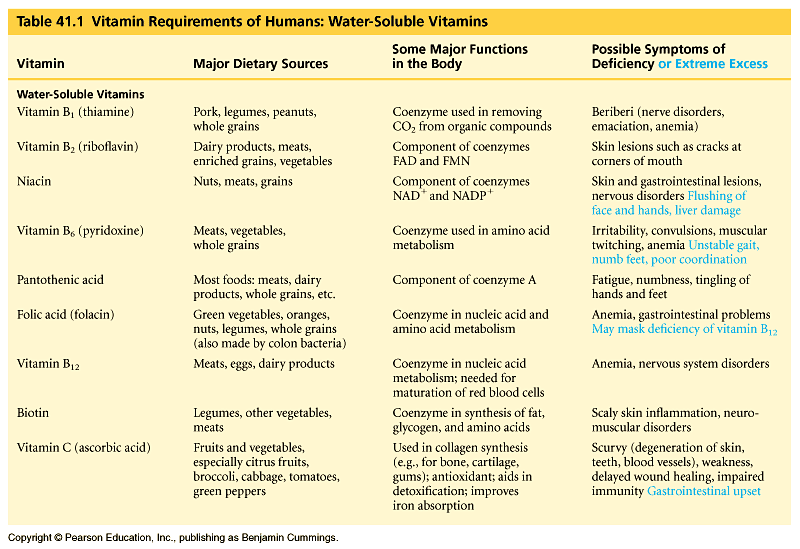 Table 41.1 Vitamin Requirements of Humans: Water-Soluble Vitamins
Vitamin
Major Dietary Sources
Some Major Functions
in the Body
Possible Symptoms of
Deficiency or Extreme Excess
Water-Soluble Vitamins
Vitamin B₁ (thiamine)
Pork, legumes, peanuts,
whole grains
Coenzyme used in removing
CO₂ from organic compounds
Beriberi (nerve disorders,
emaciation, anemia)
Vitamin B₂ (riboflavin)
Dairy products, meats,
enriched grains, vegetables
Component of coenzymes
FAD and FMN
Skin lesions such as cracks at
corners of mouth
Niacin
Nuts, meats, grains
Component of coenzymes
NAD⁺ and NADP⁺
Skin and gastrointestinal lesions,
nervous disorders Flushing of
face and hands, liver damage
Vitamin B₆ (pyridoxine)
Meats, vegetables,
whole grains
Coenzyme used in amino acid
metabolism
Irritability, convulsions, muscular
twitching, anemia Unstable gait,
numb feet, poor coordination
Pantothenic acid
Most foods: meats, dairy
products, whole grains, etc.
Component of coenzyme A
Fatigue, numbness, tingling of
hands and feet
Folic acid (folacin)
Green vegetables, oranges,
nuts, legumes, whole grains
(also made by colon bacteria)
Coenzyme in nucleic acid and
amino acid metabolism
Anemia, gastrointestinal problems
May mask deficiency of vitamin B₁₂
Vitamin B₁₂
Meats, eggs, dairy products
Coenzyme in nucleic acid
metabolism; needed for
maturation of red blood cells
Anemia, nervous system disorders
Biotin
Legumes, other vegetables,
meats
Coenzyme in synthesis of fat,
glycogen, and amino acids
Scaly skin inflammation, neuro-
muscular disorders
Vitamin C (ascorbic acid)
Fruits and vegetables,
especially citrus fruits,
broccoli, cabbage, tomatoes,
green peppers
Used in collagen synthesis
(e.g., for bone, cartilage,
gums); antioxidant; aids in
detoxification; improves
iron absorption
Scurvy (degeneration of skin,
teeth, blood vessels), weakness,
delayed wound healing, impaired
immunity Gastrointestinal upset
Copyright © Pearson Education, Inc., publishing as Benjamin Cummings.